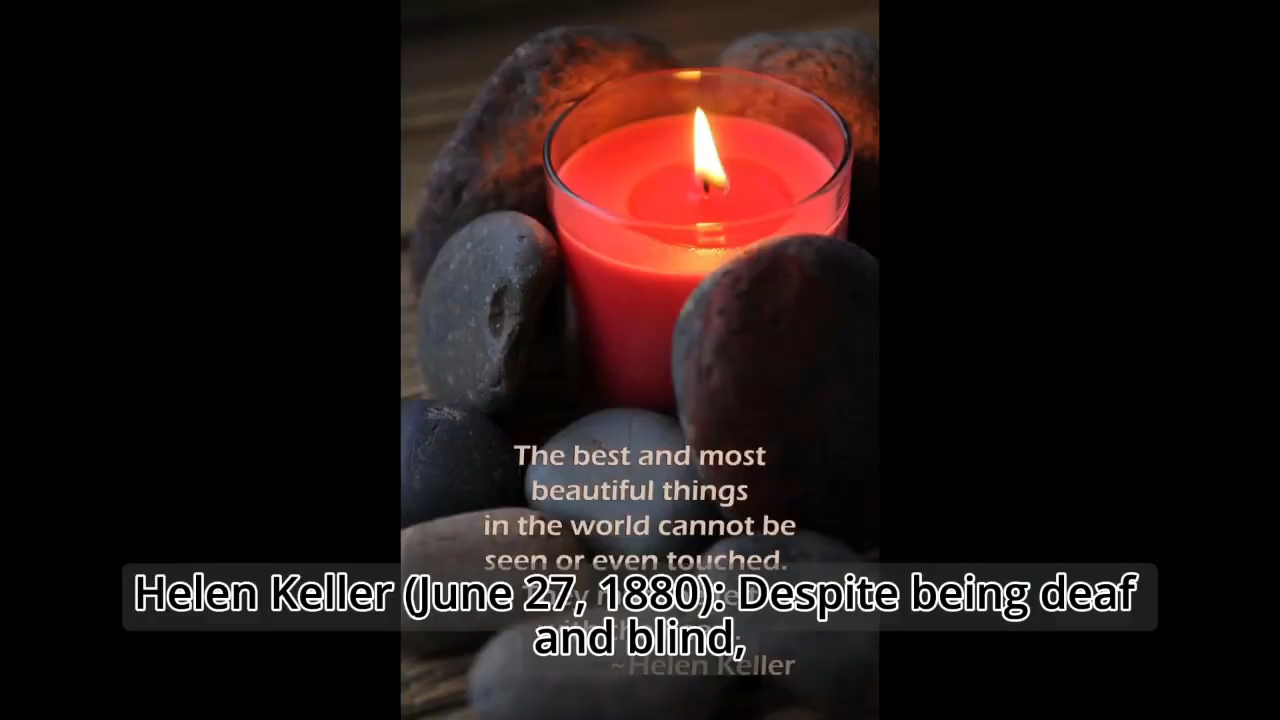 The best and most
beautiful things
in the world cannot be
seen or even touched.
Helen Keller (June 27, 1880): Despite being deaf
and blind,
~Helen Keller